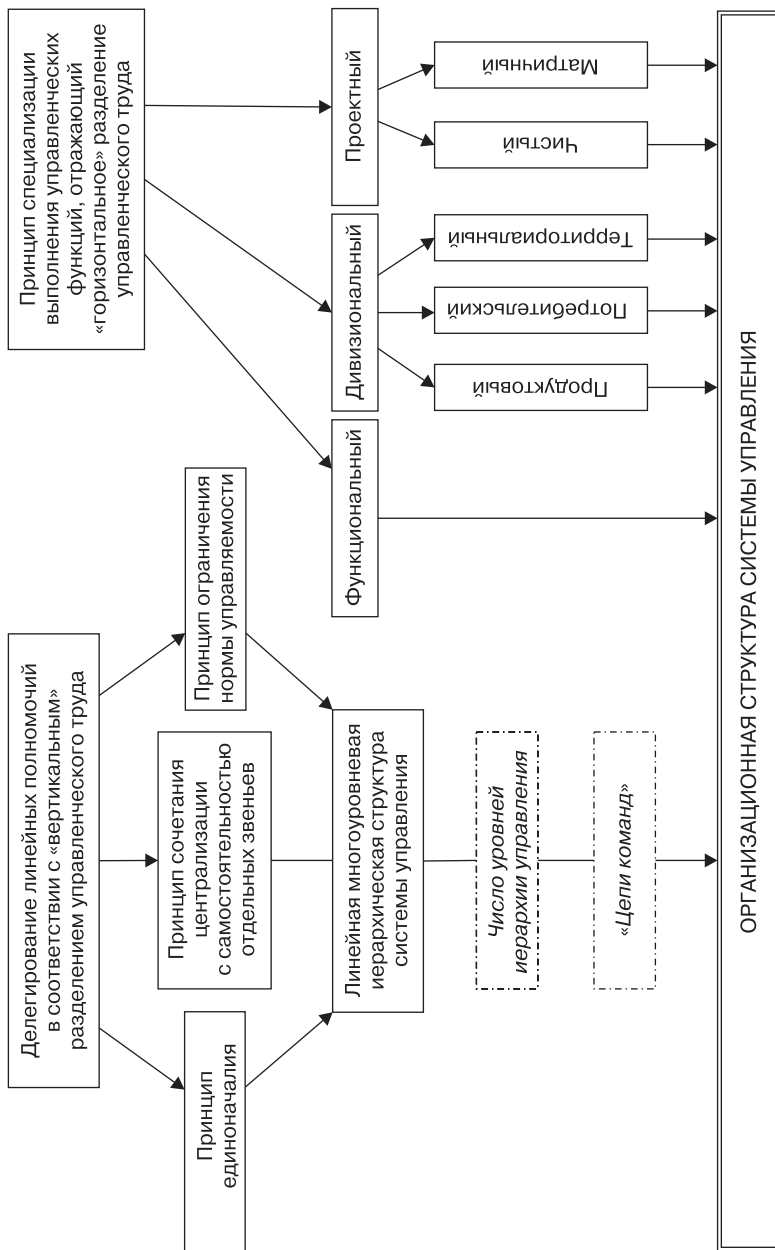 Делегирование линейных полномочий
в соответствии с «вертикальным»
разделением управленческого труда
Принцип специализации
выполнения управленческих
функций, отражающий
«горизонтальное» разделение
управленческого труда
Принцип
единоначалия
Принцип сочетания
централизации
с самостоятельностью
отдельных звеньев
Принцип ограничения
нормы управляемости
Линейная многоуровневая
иерархическая структура
системы управления
Функциональный
Дивизиональный
Проектный
Число уровней
иерархии управления
Продуктовый
Потребительский
Территориальный
Чистый
Матричный
«Цепи команд»
ОРГАНИЗАЦИОННАЯ СТРУКТУРА СИСТЕМЫ УПРАВЛЕНИЯ